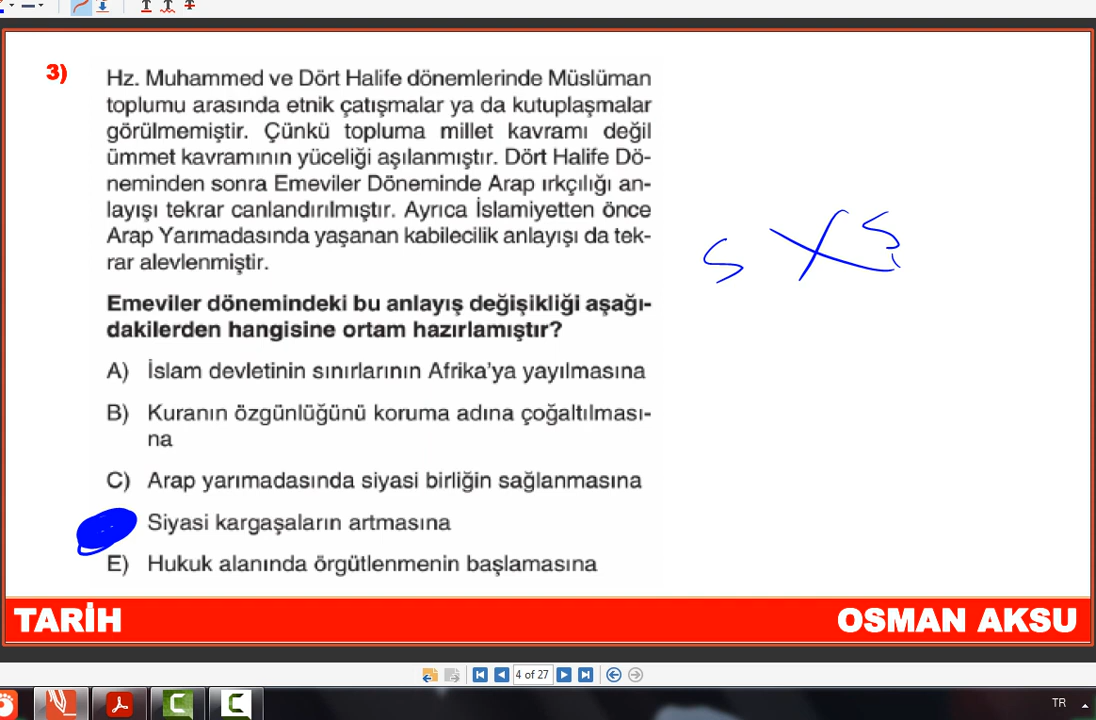 3)
Hz. Muhammed ve Dört Halife dönemlerinde Müslüman
toplumu arasında etnik çatışmalar ya da kutuplaşmalar
görülmemiştir. Çünkü topluma millet kavramı değil
ümmet kavramının yüceliği aşılanmıştır. Dört Halife Dö-
neminden sonra Emeviler Döneminde Arap ırkçılığı an-
layışı tekrar canlandırılmıştır. Ayrıca İslamiyetten önce
Arap Yarımadasında yaşanan kabilecilik anlayışı da tek-
rar alevlenmiştir.
Emeviler dönemindeki bu anlayış değişikliği aşağı-
dakilerden hangisine ortam hazırlamıştır?
A) İslam devletinin sınırlarının Afrika'ya yayılmasına
B) Kuranın özgünlüğünü koruma adına çoğaltılması-
na
C) Arap yarımadasında siyasi birliğin sağlanmasına
Siyasi kargaşaların artmasına
E) Hukuk alanında örgütlenmenin başlamasına
S X S
TARİH
OSMAN AKSU
4 of 27
TR